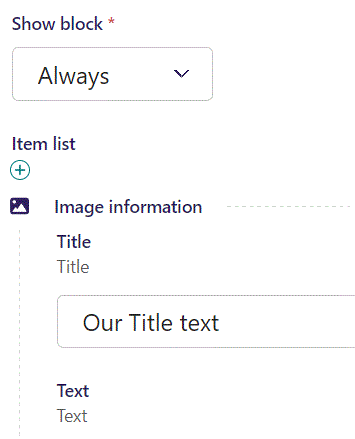 Show block *
Always
Item list
Image information
Title
Title
Our Title text
Text
Text